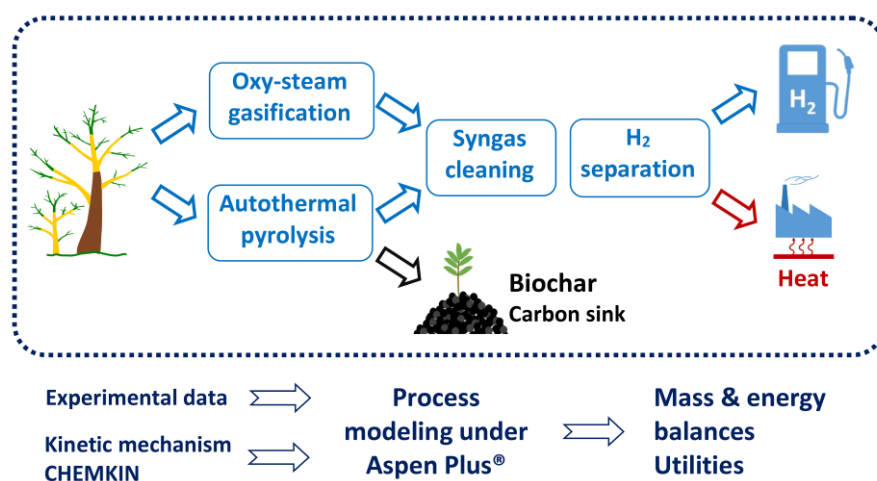 Oxy-steam
gasification
Autothermal
pyrolysis
Syngas
cleaning
H₂
separation
H₂
Heat
Biochar
Carbon sink
Experimental data
Kinetic mechanism
CHEMKIN
Process
modeling under
Aspen Plus®
Mass & energy
balances
Utilities